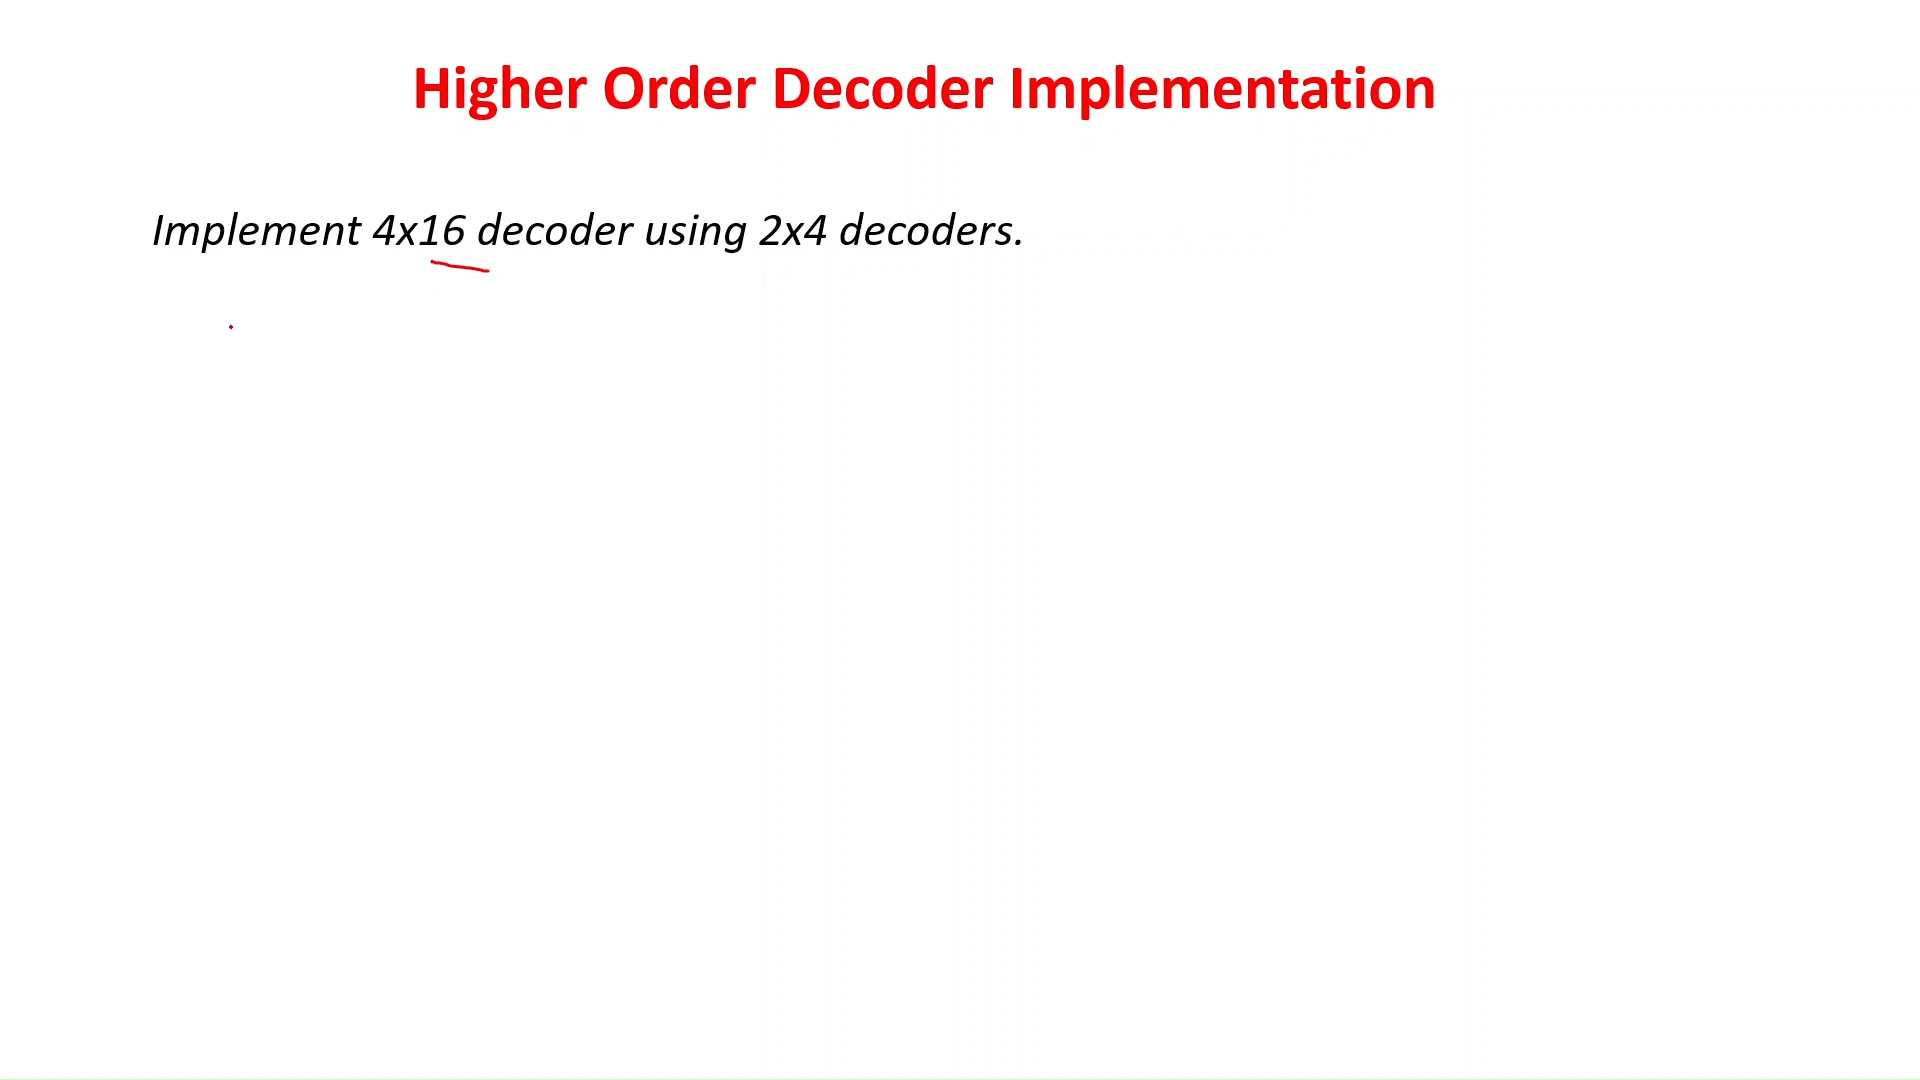 Higher Order Decoder Implementation
Implement 4x16 decoder using 2x4 decoders.